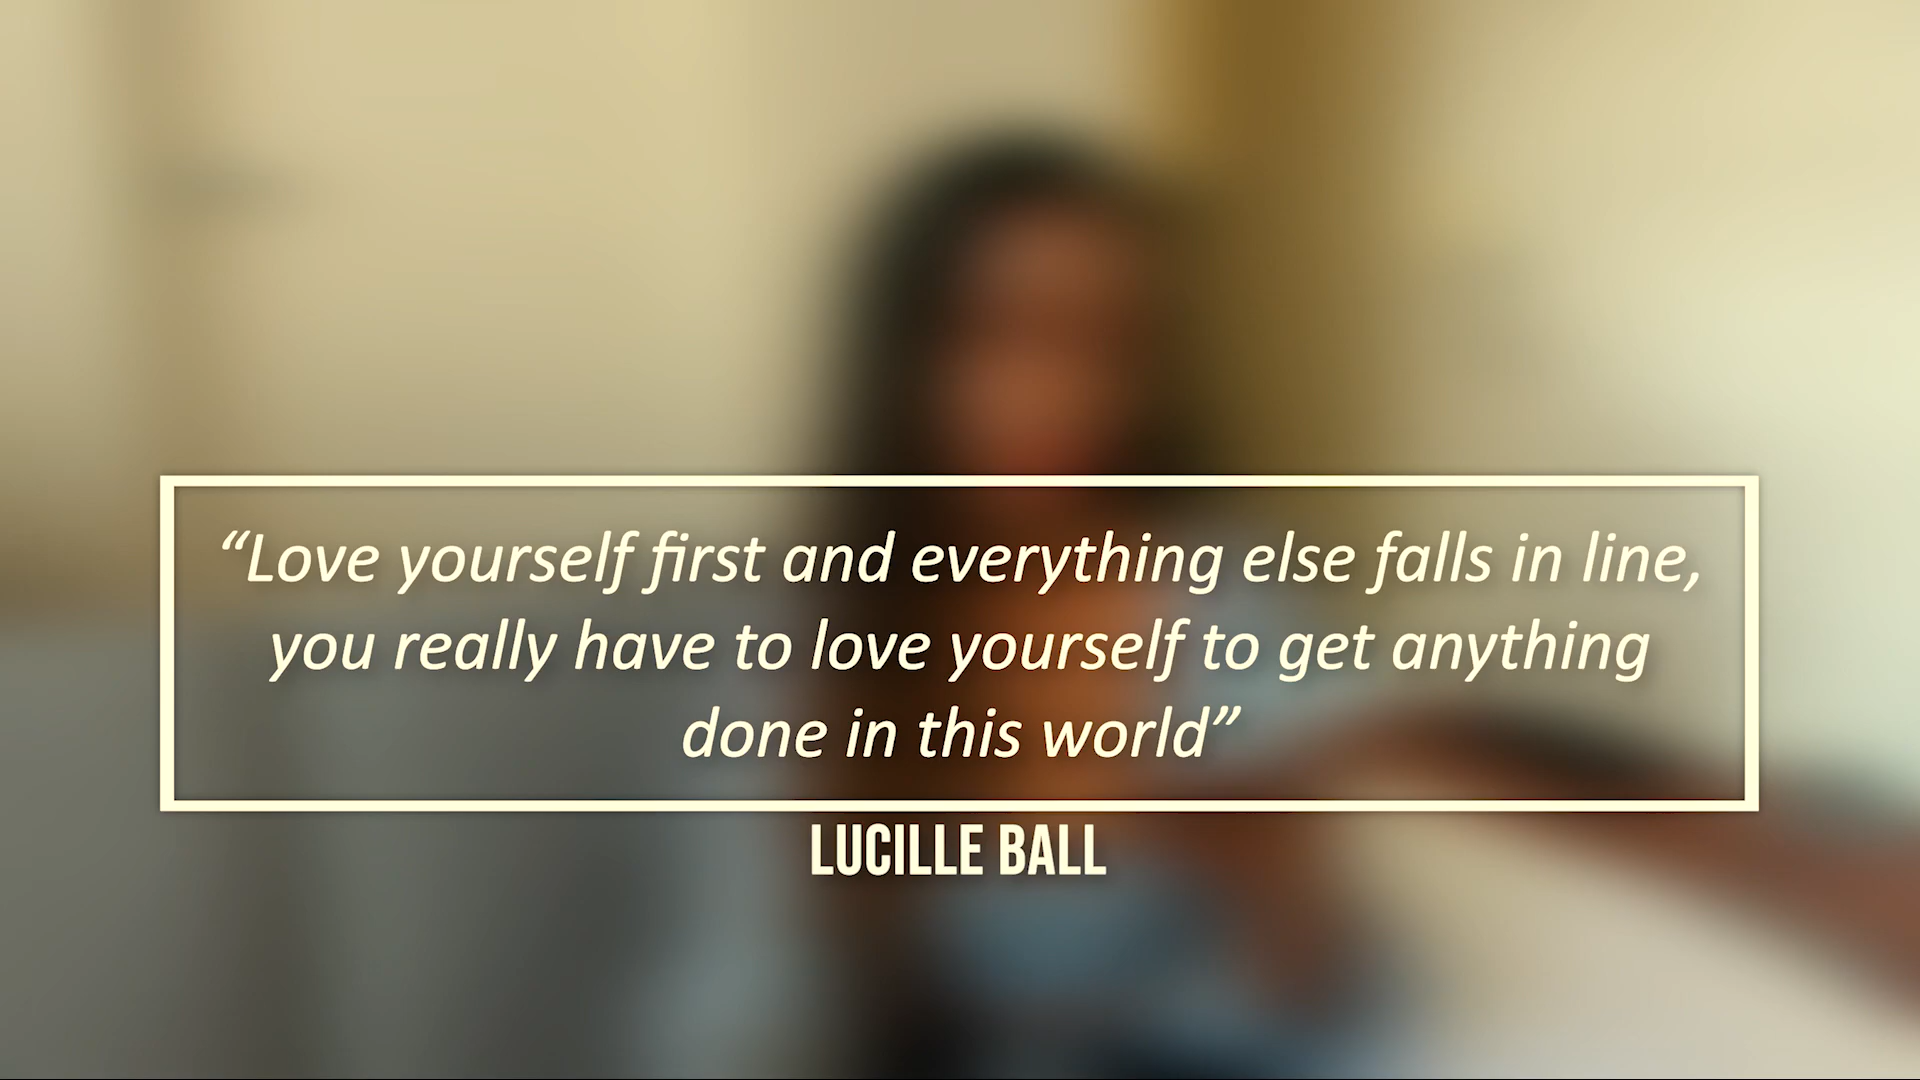 “Love yourself first and everything else falls in line,
you really have to love yourself to get anything
done in this world”
LUCILLE BALL